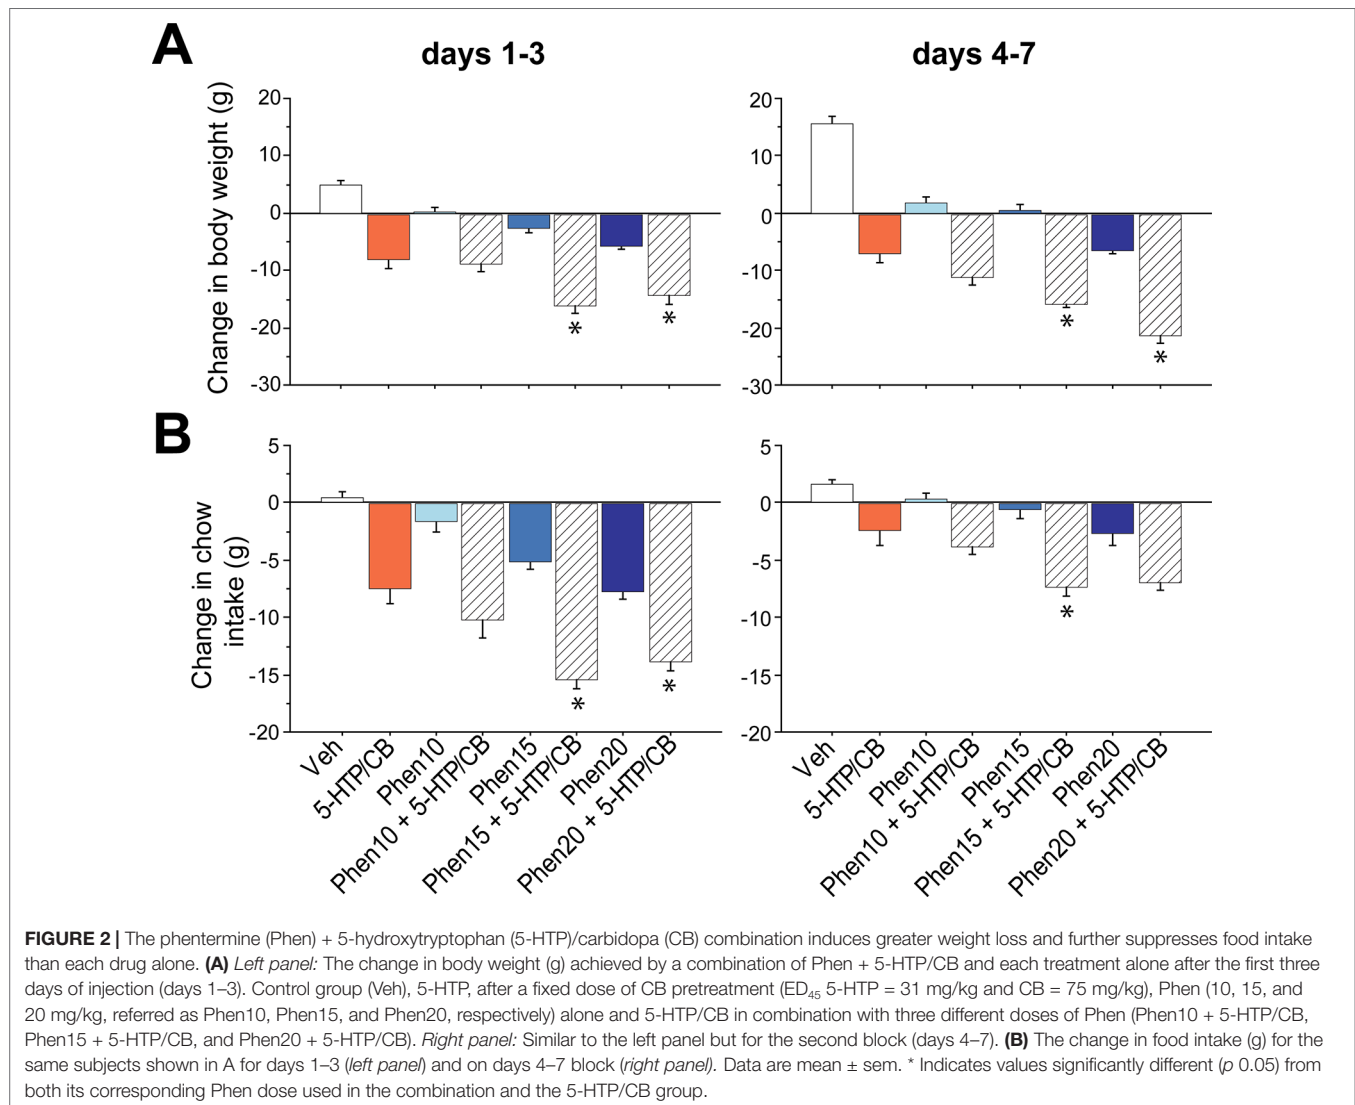 A
days 1-3
days 4-7
Change in body weight (g)
20
10
0
-10
-20
-30
20
10
0
-10
-20
-30
*
*
*
*
B
Change in chow
intake (g)
5
0
-5
-10
-15
-20
5
0
-5
-10
-15
-20
*
*
*
Veh
5-HTP/CB
Phen10
Phen10 + 5-HTP/CB
Phen15
Phen15 + 5-HTP/CB
Phen20
Phen20 + 5-HTP/CB
Veh
5-HTP/CB
Phen10
Phen10 + 5-HTP/CB
Phen15
Phen15 + 5-HTP/CB
Phen20
Phen20 + 5-HTP/CB
FIGURE 2 | The phentermine (Phen) + 5-hydroxytryptophan (5-HTP)/carbidopa (CB) combination induces greater weight loss and further suppresses food intake
than each drug alone. (A) Left panel: The change in body weight (g) achieved by a combination of Phen + 5-HTP/CB and each treatment alone after the first three
days of injection (days 1–3). Control group (Veh), 5-HTP, after a fixed dose of CB pretreatment (ED45 5-HTP = 31 mg/kg and CB = 75 mg/kg), Phen (10, 15, and
20 mg/kg, referred as Phen10, Phen15, and Phen20, respectively) alone and 5-HTP/CB in combination with three different doses of Phen (Phen10 + 5-HTP/CB,
Phen15 + 5-HTP/CB, and Phen20 + 5-HTP/CB). Right panel: Similar to the left panel but for the second block (days 4–7). (B) The change in food intake (g) for the
same subjects shown in A for days 1–3 (left panel) and on days 4–7 block (right panel). Data are mean ± sem. * Indicates values significantly different (p 0.05) from
both its corresponding Phen dose used in the combination and the 5-HTP/CB group.